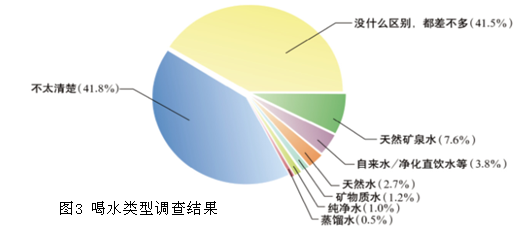 没什么区别，都差不多(41.5%)
不太清楚(41.8%)
天然矿泉水(7.6%)
自来水/净化直饮水等(3.8%)
天然水(2.7%)
矿物质水(1.2%)
纯净水(1.0%)
蒸馏水(0.5%)
图3 喝水类型调查结果